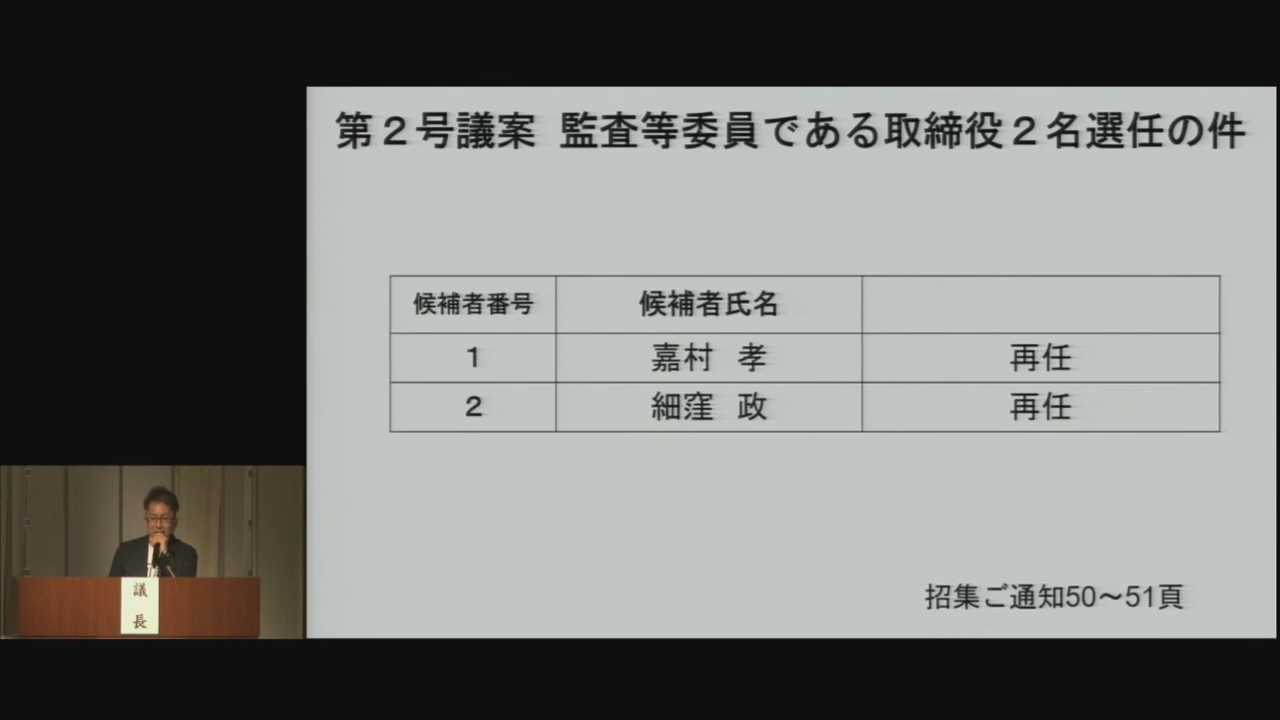 第２号議案 監査等委員である取締役２名選任の件
候補者番号 候補者氏名
1 嘉村 孝 再任
2 細窪 政 再任
招集ご通知50～51頁
議長